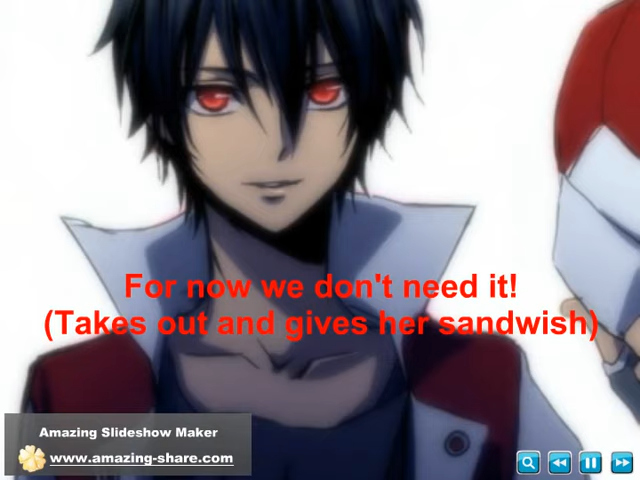 For now we don't need it!
(Takes out and gives her sandwish)
Amazing Slideshow Maker
www.amazing-share.com